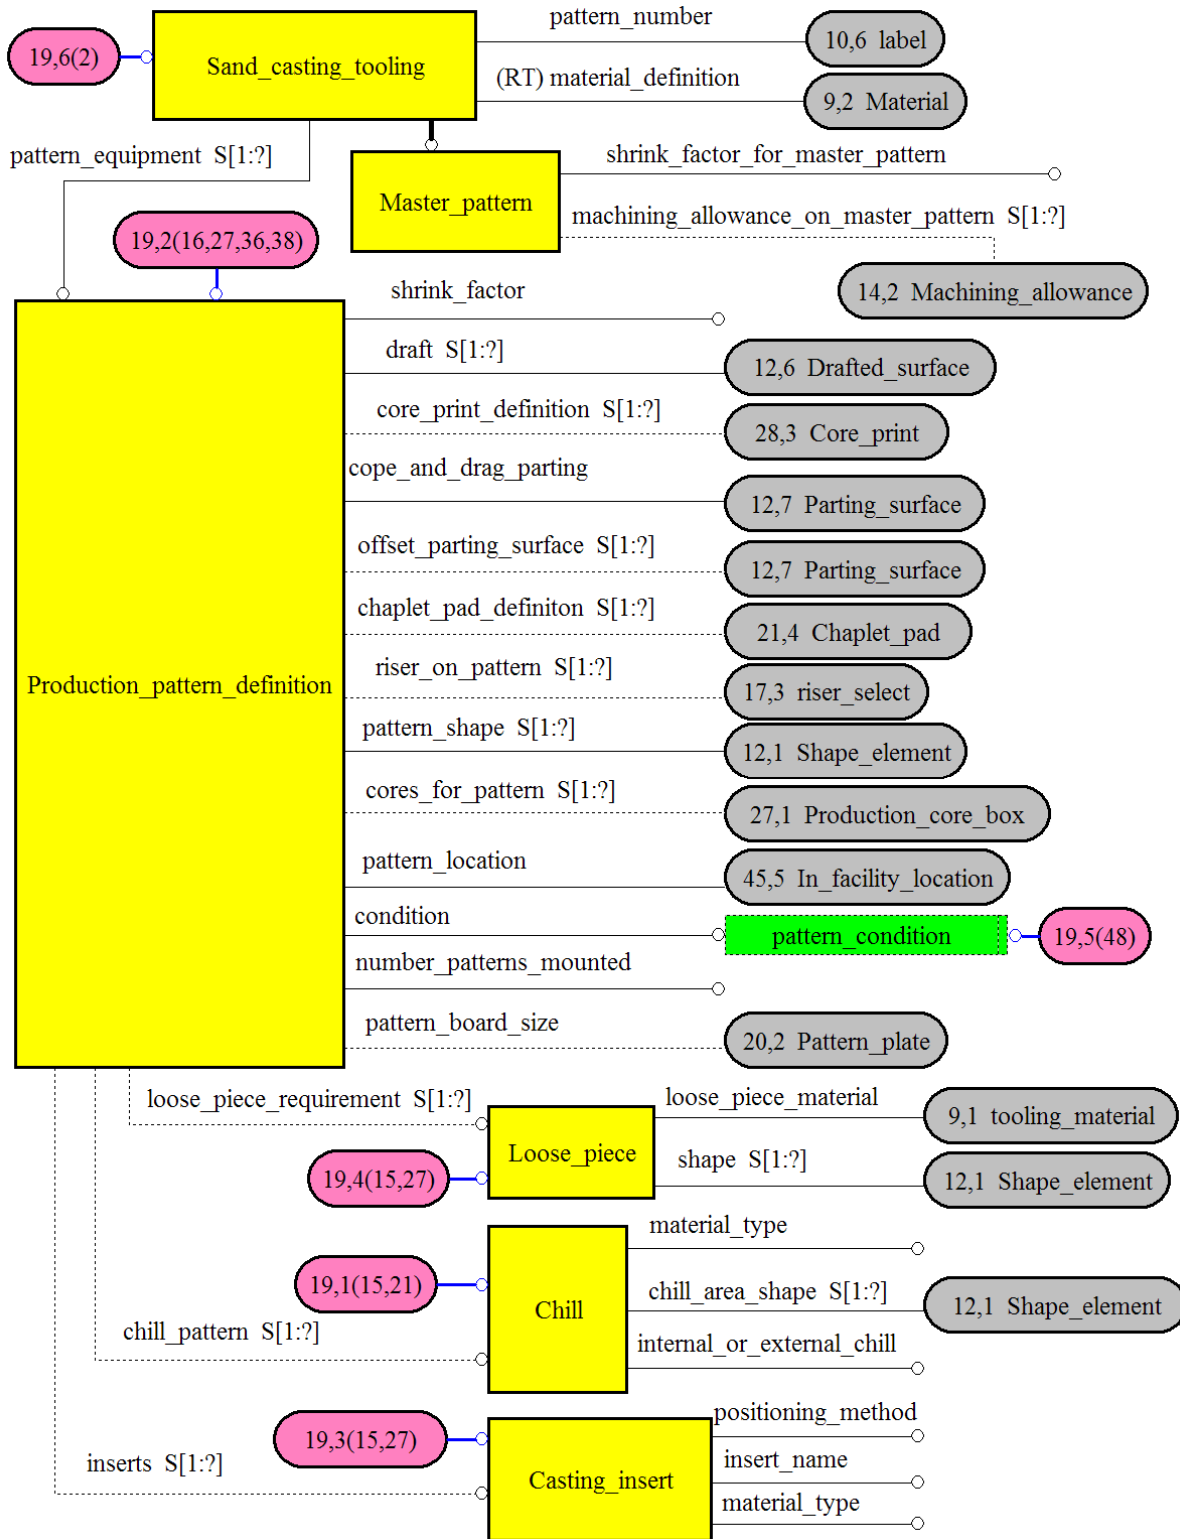 pattern_number
19,6(2)
Sand_casting_tooling
10,6 label
(RT) material_definition
9,2 Material
pattern_equipment S[1:?]
shrink_factor_for_master_pattern
Master_pattern
machining_allowance_on_master_pattern S[1:?]
19,2(16,27,36,38)
14,2 Machining_allowance
shrink_factor
draft S[1:?]
12,6 Drafted_surface
core_print_definition S[1:?]
28,3 Core_print
cope_and_drag_parting
12,7 Parting_surface
offset_parting_surface S[1:?]
12,7 Parting_surface
chaplet_pad_definiton S[1:?]
21,4 Chaplet_pad
riser_on_pattern S[1:?]
Production_pattern_definition
17,3 riser_select
pattern_shape S[1:?]
12,1 Shape_element
cores_for_pattern S[1:?]
27,1 Production_core_box
pattern_location
45,5 In_facility_location
condition
pattern_condition
19,5(48)
number_patterns_mounted
pattern_board_size
20,2 Pattern_plate
loose_piece_requirement S[1:?]
loose_piece_material
9,1 tooling_material
Loose_piece
shape S[1:?]
19,4(15,27)
12,1 Shape_element
material_type
19,1(15,21)
chill_area_shape S[1:?]
Chill
12,1 Shape_element
chill_pattern S[1:?]
internal_or_external_chill
positioning_method
19,3(15,27)
inserts S[1:?]
insert_name
Casting_insert
material_type